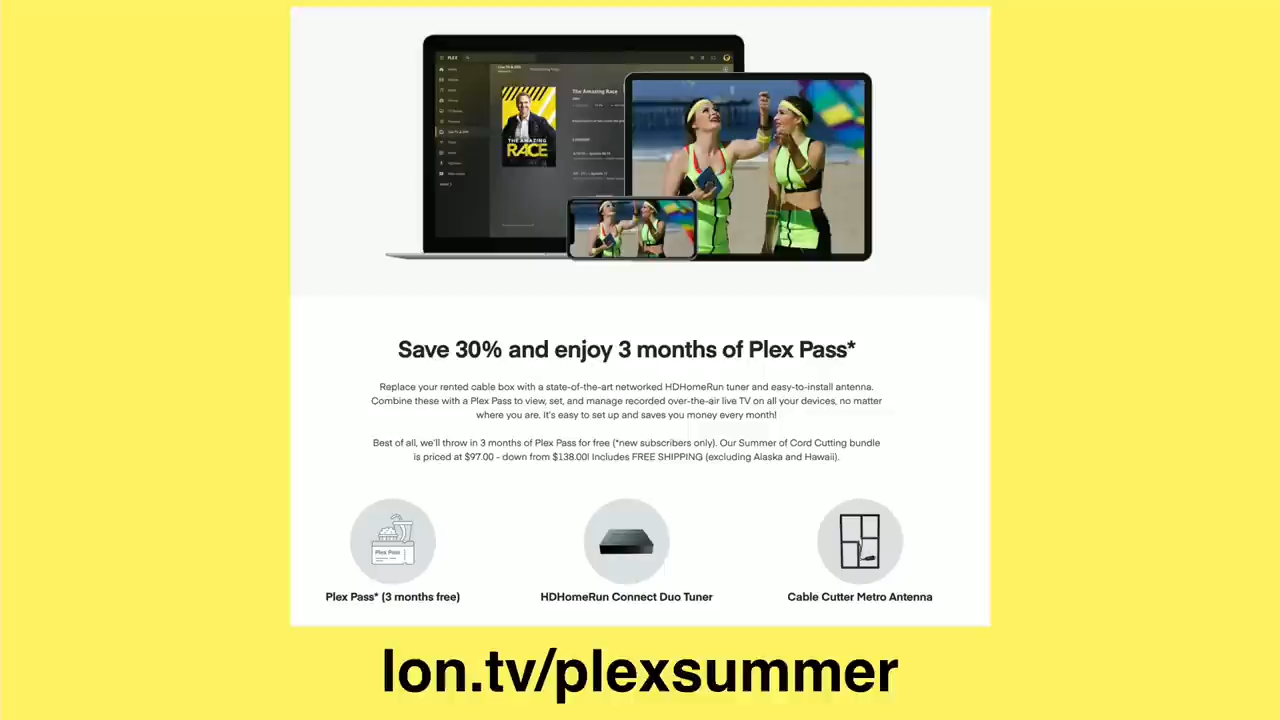 PLEX
The Amazing Race
THE AMAZING
RACE
Save 30% and enjoy 3 months of Plex Pass*
Replace your rented cable box with a state-of-the-art networked HDHomeRun tuner and easy-to-install antenna.
Combine these with a Plex Pass to view, set, and manage recorded over-the-air live TV on all your devices, no matter
where you are. It's easy to set up and saves you money every month!
Best of all, we'll throw in 3 months of Plex Pass for free (*new subscribers only). Our Summer of Cord Cutting bundle
is priced at $97.00 - down from $138.00! Includes FREE SHIPPING (excluding Alaska and Hawaii).
Plex Pass
Plex Pass* (3 months free)
HDHomeRun Connect Duo Tuner
Cable Cutter Metro Antenna
lon.tv/plexsummer